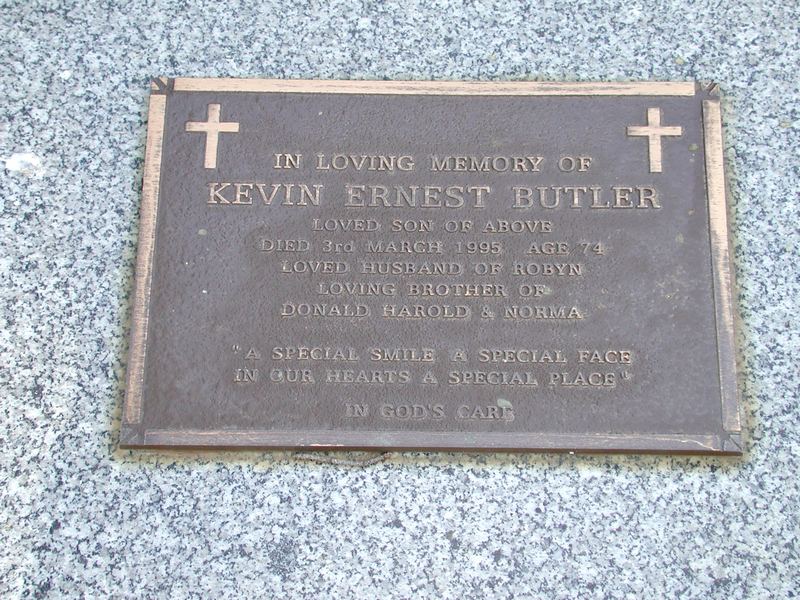 IN LOVING MEMORY OF
KEVIN ERNEST BUTLER
LOVED SON OF ABOVE
DIED 3rd MARCH 1995 AGE 74
LOVED HUSBAND OF ROBYN
LOVING BROTHER OF
DONALD HAROLD & NORMA
"A SPECIAL SMILE A SPECIAL FACE
IN OUR HEARTS A SPECIAL PLACE"
IN GOD'S CARE